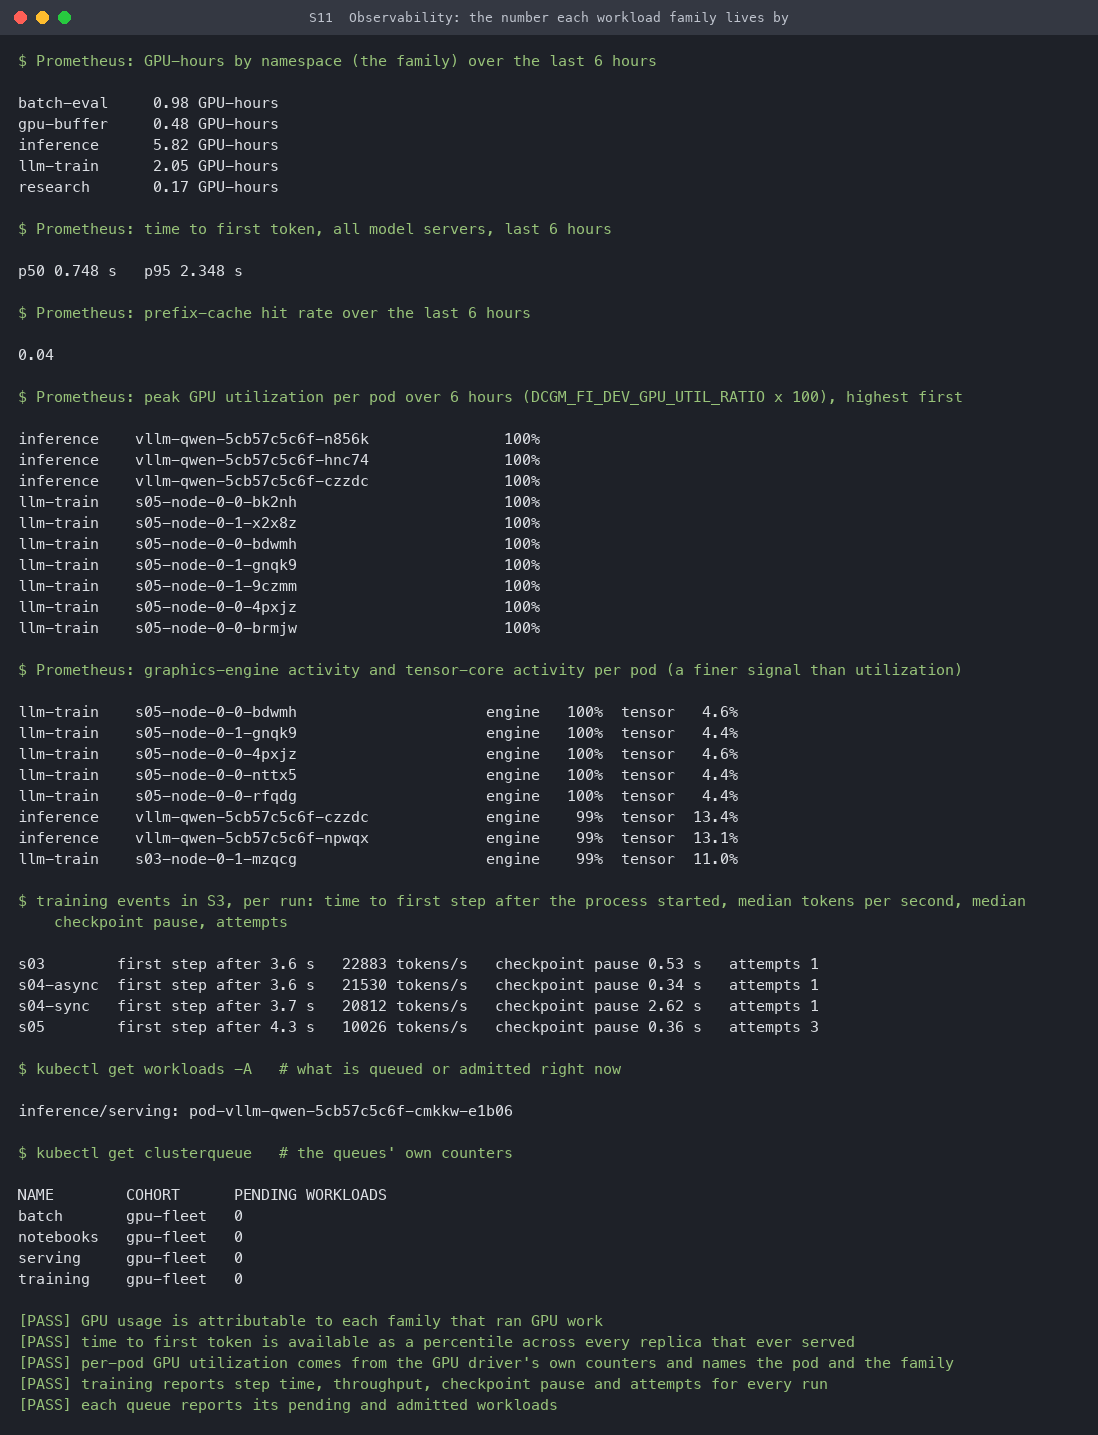 S11  Observability: the number each workload family lives by
$ Prometheus: GPU-hours by namespace (the family) over the last 6 hours
batch-eval     0.98 GPU-hours
gpu-buffer     0.48 GPU-hours
inference      5.82 GPU-hours
llm-train      2.05 GPU-hours
research       0.17 GPU-hours
$ Prometheus: time to first token, all model servers, last 6 hours
p50 0.748 s   p95 2.348 s
$ Prometheus: prefix-cache hit rate over the last 6 hours
0.04
$ Prometheus: peak GPU utilization per pod over 6 hours (DCGM_FI_DEV_GPU_UTIL_RATIO x 100), highest first
inference    vllm-qwen-5cb57c5c6f-n856k               100%
inference    vllm-qwen-5cb57c5c6f-hnc74               100%
inference    vllm-qwen-5cb57c5c6f-czzdc               100%
llm-train    s05-node-0-0-bk2nh                       100%
llm-train    s05-node-0-1-x2x8z                       100%
llm-train    s05-node-0-0-bdwmh                       100%
llm-train    s05-node-0-1-gnqk9                       100%
llm-train    s05-node-0-1-9czmm                       100%
llm-train    s05-node-0-0-4pxjz                       100%
llm-train    s05-node-0-0-brmjw                       100%
$ Prometheus: graphics-engine activity and tensor-core activity per pod (a finer signal than utilization)
llm-train    s05-node-0-0-bdwmh                     engine   100%  tensor   4.6%
llm-train    s05-node-0-1-gnqk9                     engine   100%  tensor   4.4%
llm-train    s05-node-0-0-4pxjz                     engine   100%  tensor   4.6%
llm-train    s05-node-0-0-nttx5                     engine   100%  tensor   4.4%
llm-train    s05-node-0-0-rfqdg                     engine   100%  tensor   4.4%
inference    vllm-qwen-5cb57c5c6f-czzdc             engine    99%  tensor  13.4%
inference    vllm-qwen-5cb57c5c6f-npwqx             engine    99%  tensor  13.1%
llm-train    s03-node-0-1-mzqcg                     engine    99%  tensor  11.0%
$ training events in S3, per run: time to first step after the process started, median tokens per second, median
    checkpoint pause, attempts
s03        first step after 3.6 s   22883 tokens/s   checkpoint pause 0.53 s   attempts 1
s04-async  first step after 3.6 s   21530 tokens/s   checkpoint pause 0.34 s   attempts 1
s04-sync   first step after 3.7 s   20812 tokens/s   checkpoint pause 2.62 s   attempts 1
s05        first step after 4.3 s   10026 tokens/s   checkpoint pause 0.36 s   attempts 3
$ kubectl get workloads -A   # what is queued or admitted right now
inference/serving: pod-vllm-qwen-5cb57c5c6f-cmkkw-e1b06
$ kubectl get clusterqueue   # the queues' own counters
NAME        COHORT      PENDING WORKLOADS
batch       gpu-fleet   0
notebooks   gpu-fleet   0
serving     gpu-fleet   0
training    gpu-fleet   0
[PASS] GPU usage is attributable to each family that ran GPU work
[PASS] time to first token is available as a percentile across every replica that ever served
[PASS] per-pod GPU utilization comes from the GPU driver's own counters and names the pod and the family
[PASS] training reports step time, throughput, checkpoint pause and attempts for every run
[PASS] each queue reports its pending and admitted workloads